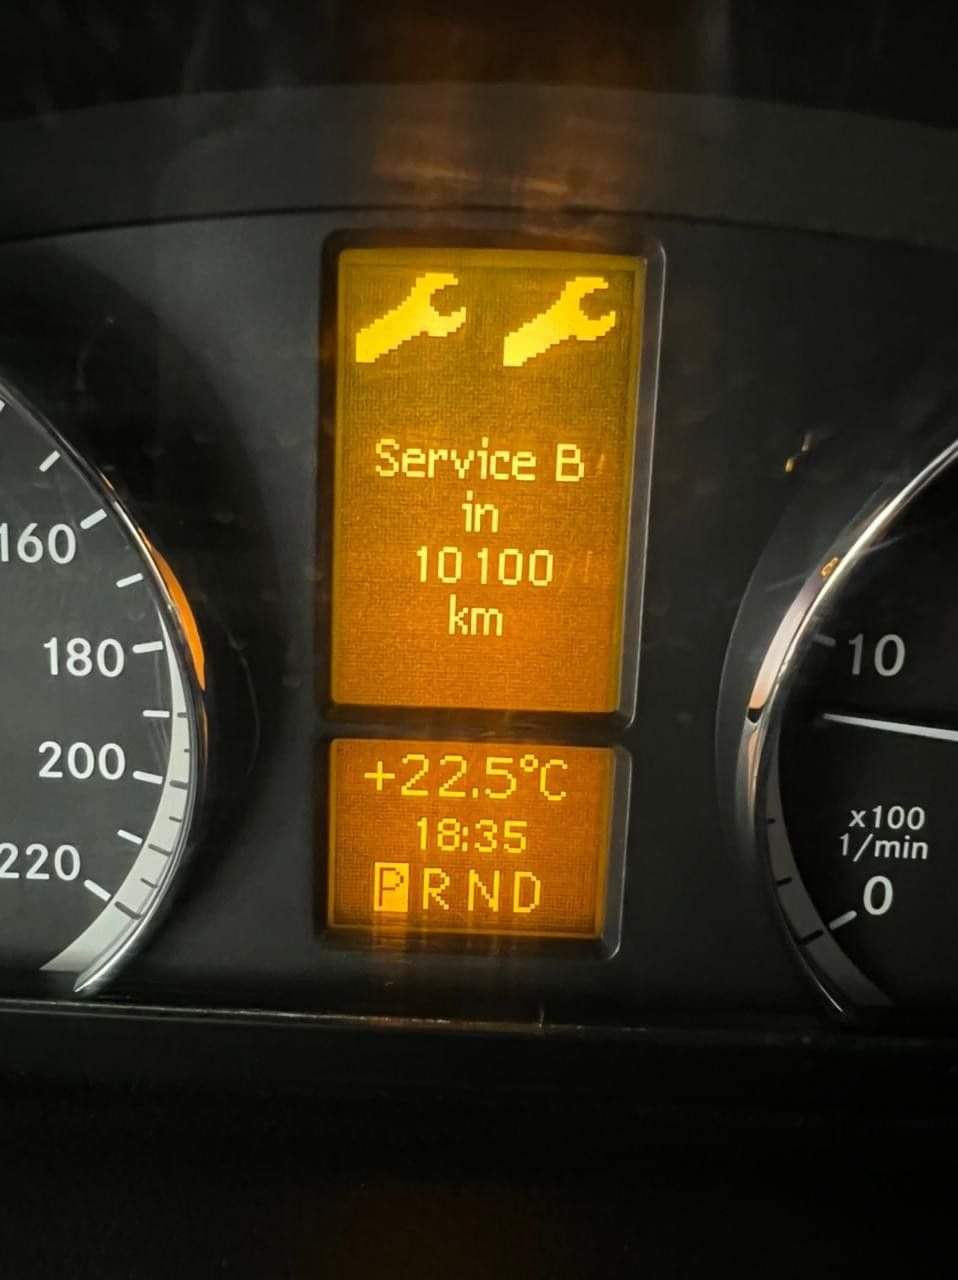 Service B
in
10100
km
+22.5°C
18:35
PRND
160
180
200
220
10
x100
1/min
0